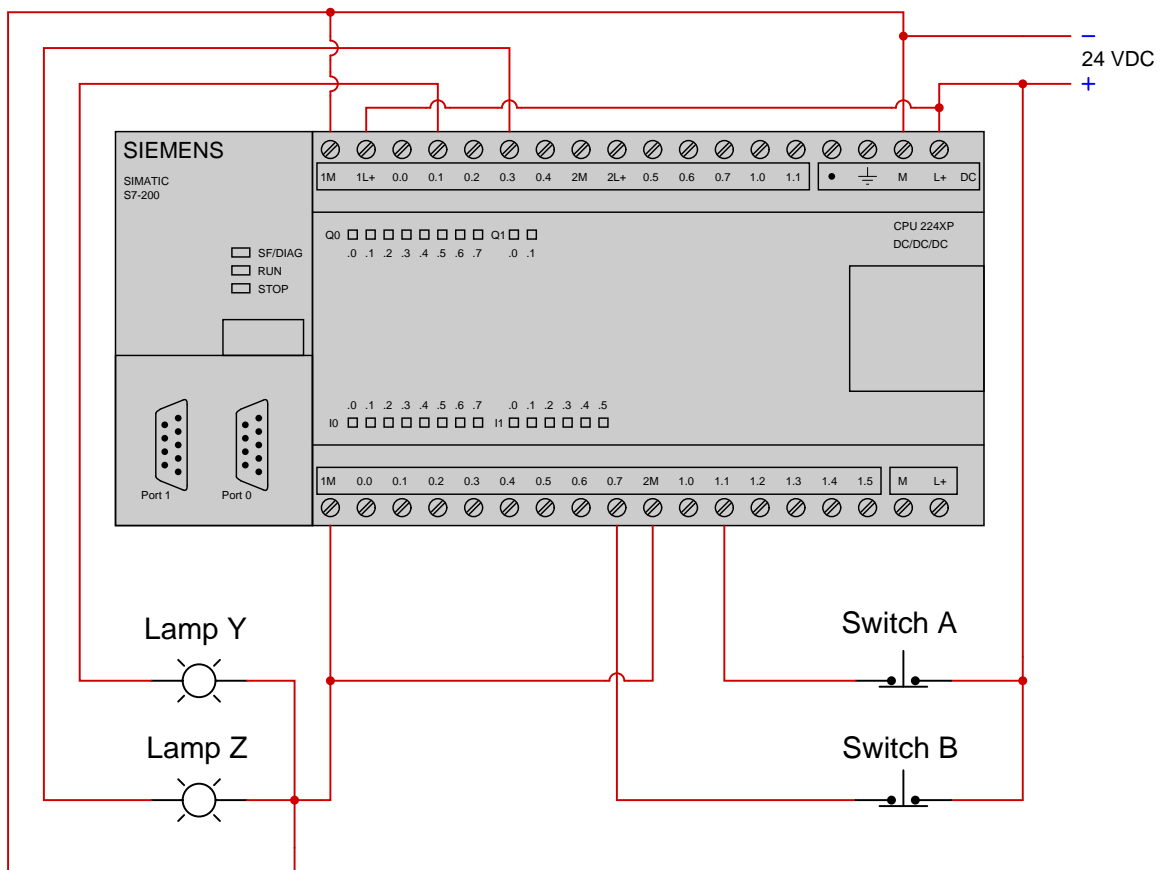 −
24 VDC
+
SIEMENS
SIMATIC
S7-200
1M 1L+ 0.0 0.1 0.2 0.3 0.4 2M 2L+ 0.5 0.6 0.7 1.0 1.1 M L+ DC
CPU 224XP
DC/DC/DC
Q0 Q1
.0 .1 .2 .3 .4 .5 .6 .7 .0 .1
SF/DIAG
RUN
STOP
.0 .1 .2 .3 .4 .5 .6 .7 .0 .1 .2 .3 .4 .5
I0 I1
Port 1 Port 0
1M 0.0 0.1 0.2 0.3 0.4 0.5 0.6 0.7 2M 1.0 1.1 1.2 1.3 1.4 1.5 M L+
Lamp Y
Switch A
Lamp Z
Switch B